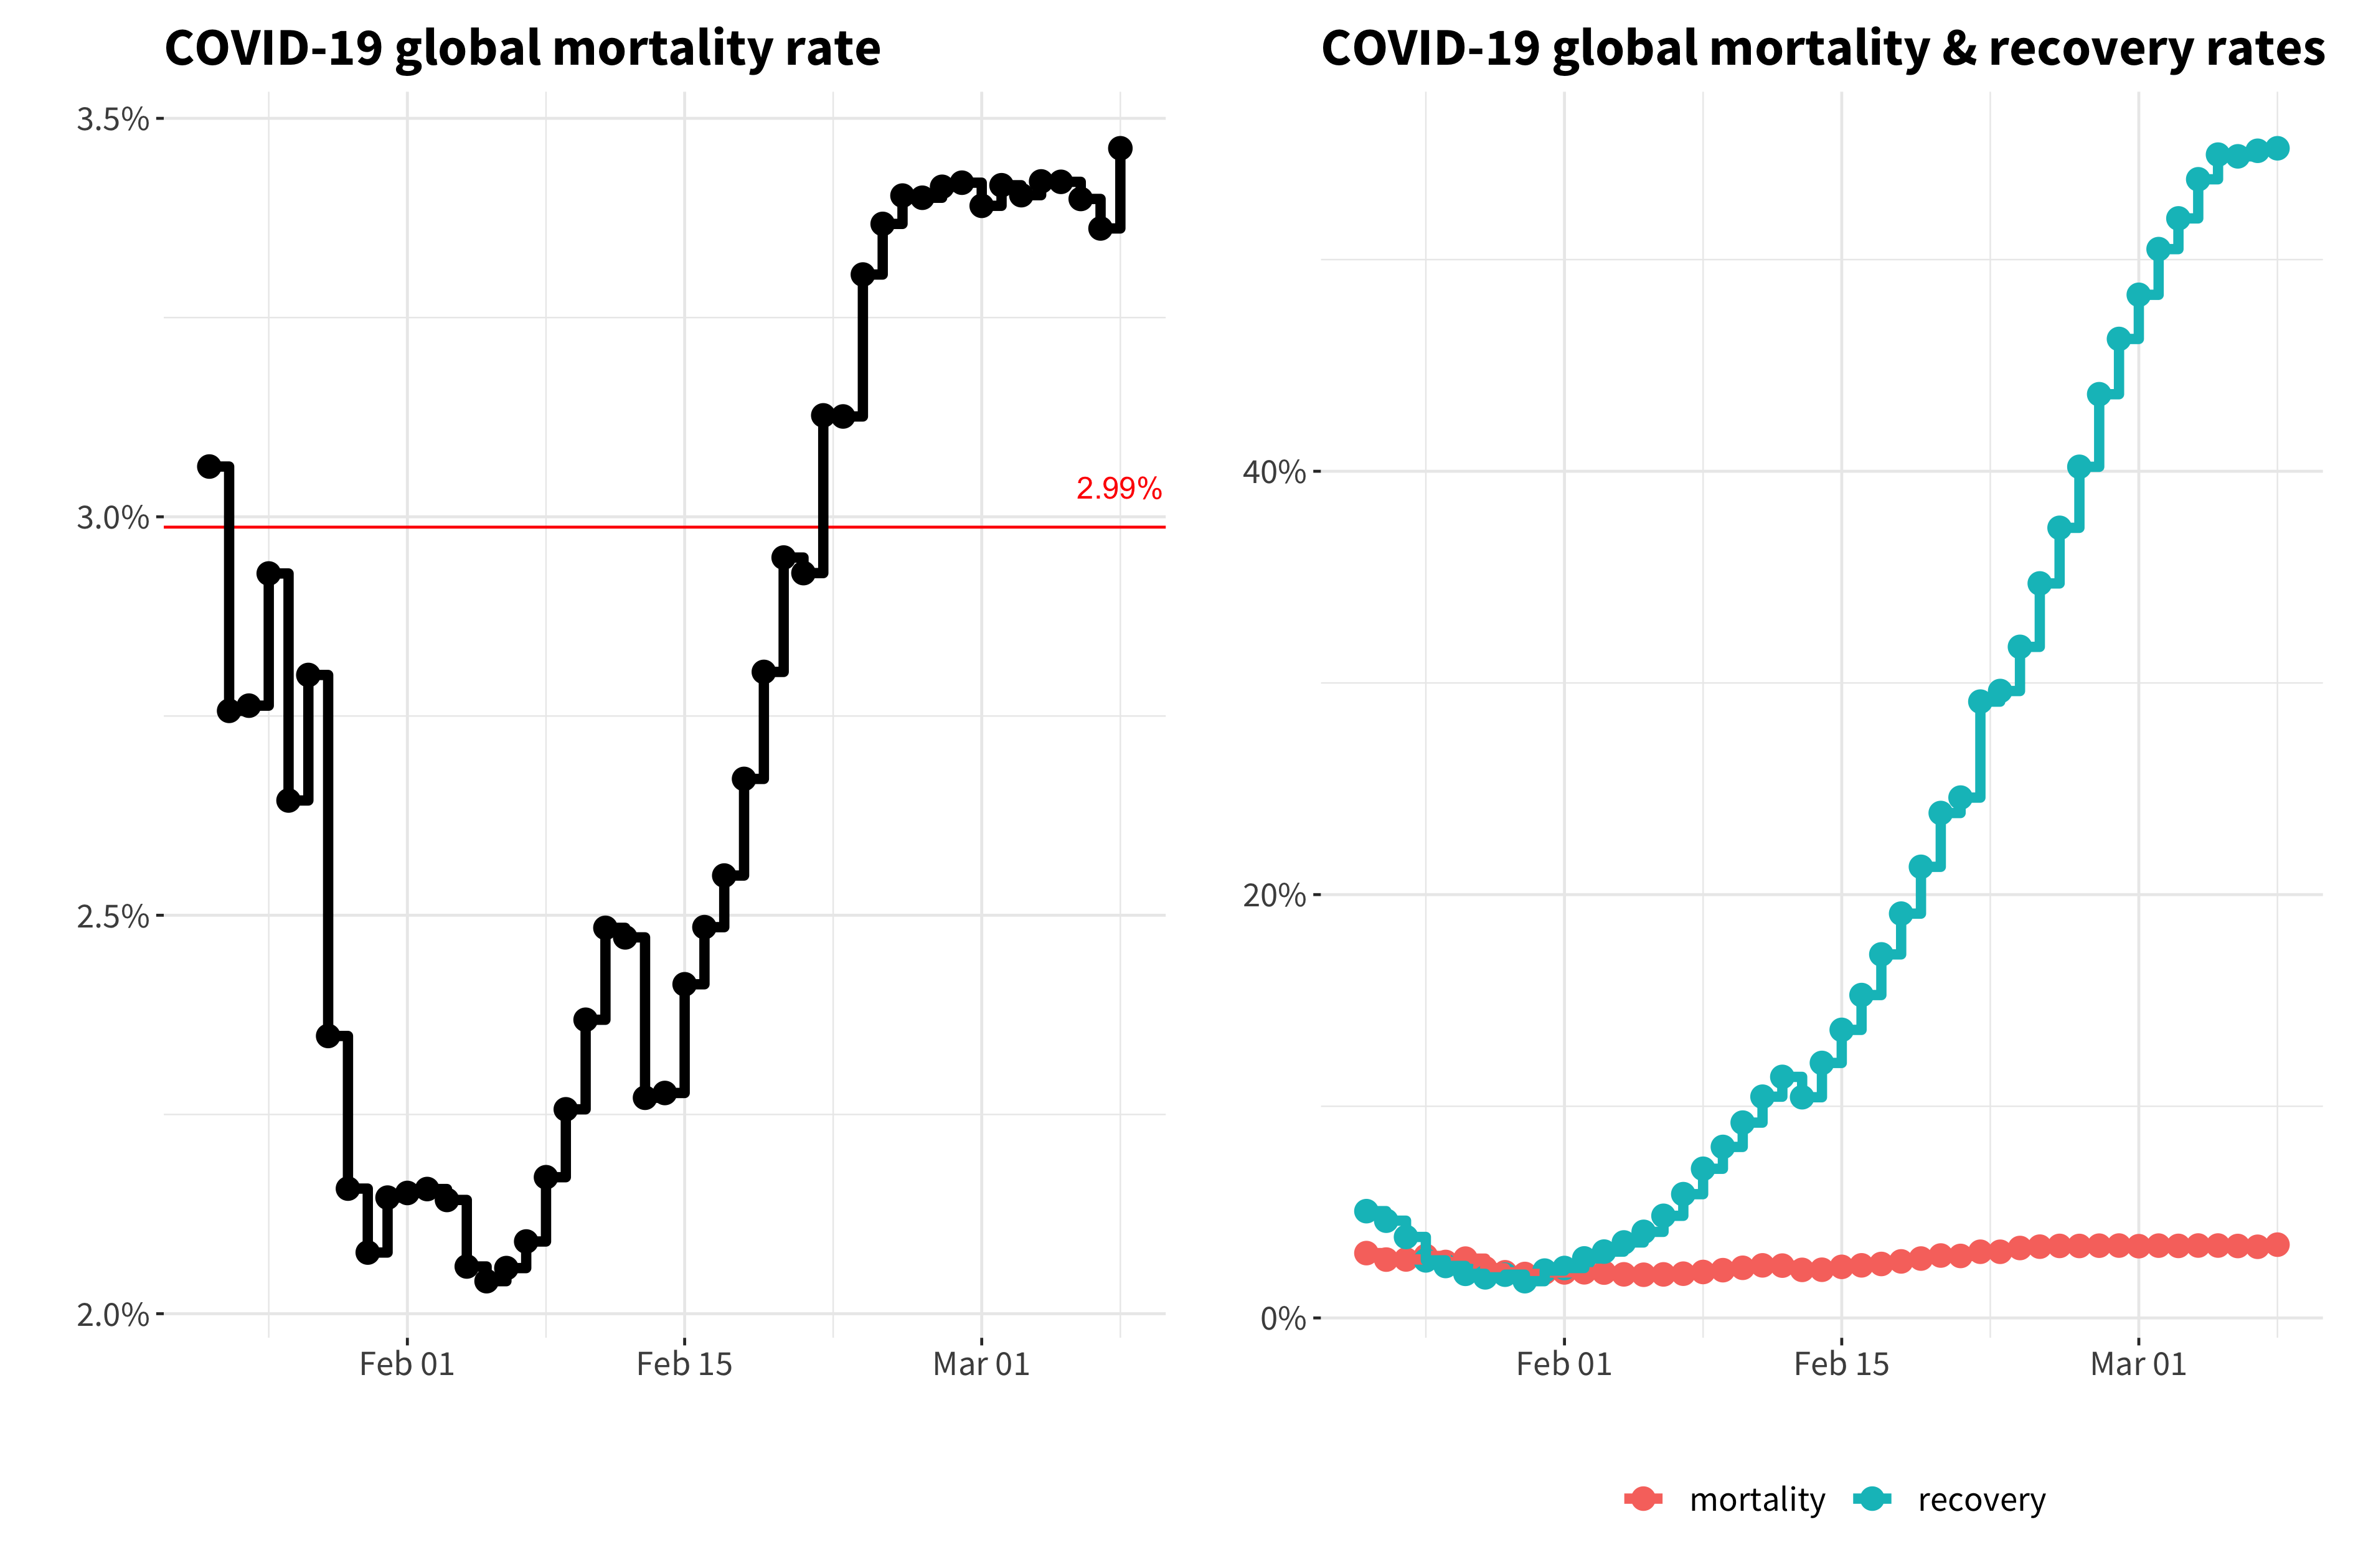 COVID-19 global mortality rate
3.5%
3.0%
2.5%
2.0%
2.99%
Feb 01 Feb 15 Mar 01
COVID-19 global mortality & recovery rates
40%
20%
0%
Feb 01 Feb 15 Mar 01
mortality recovery